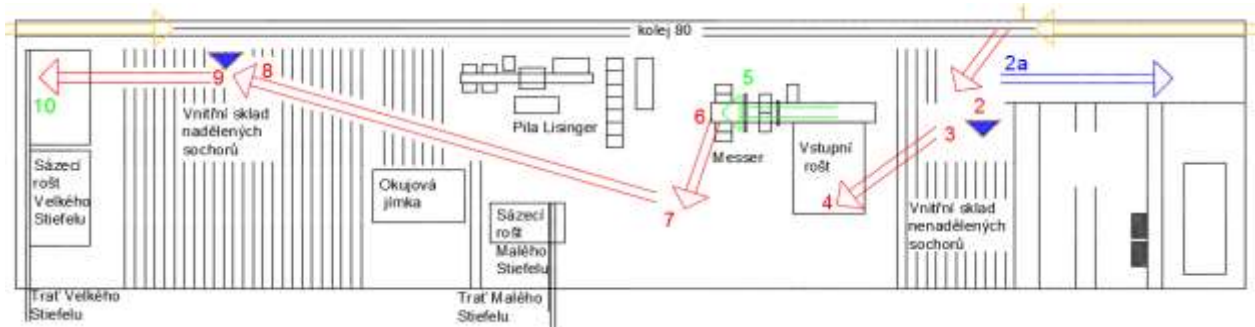 1
kolej 80
2a
10
9
8
5
2
6
3
Vnitřní sklad
nadělených
sochorů
Pila Lisinger
Messer
Vstupní
rošt
Sázecí
rošt
Velkého
Stiefelu
Okujová
jímka
7
4
Sázecí
rošt
Malého
Stiefelu
Vnitřní sklad
nenadělených
sochorů
Trať Velkého
Stiefelu
Trať Malého
Stiefelu